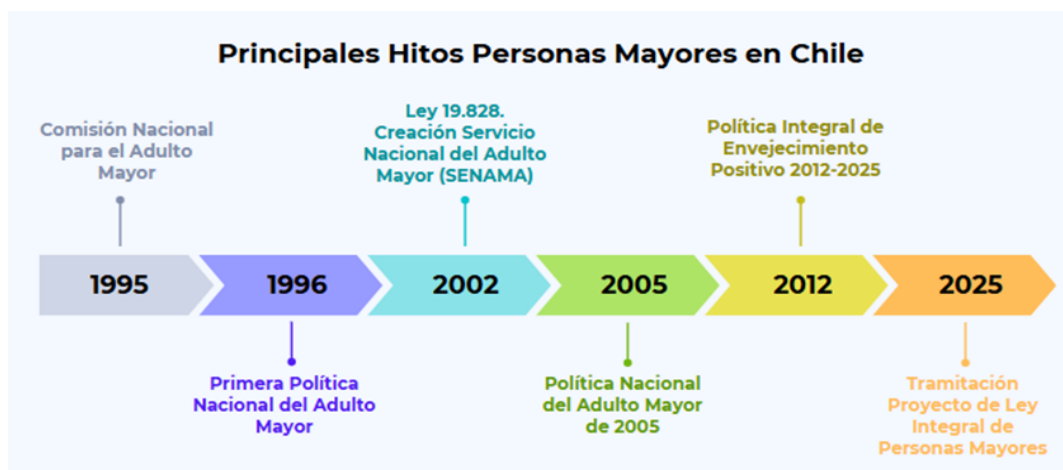 Principales Hitos Personas Mayores en Chile
Comisión Nacional
para el Adulto
Mayor
Ley 19.828.
Creación Servicio
Nacional del Adulto
Mayor (SENAMA)
Política Integral de
Envejecimiento
Positivo 2012-2025
1995
1996
2002
2005
2012
2025
Primera Política
Nacional del Adulto
Mayor
Política Nacional
del Adulto Mayor
de 2005
Tramitación
Proyecto de Ley
Integral de
Personas Mayores